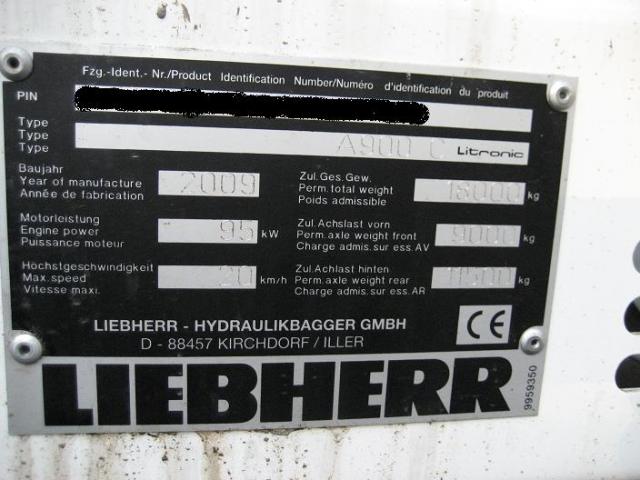 Fzg.-Ident.- Nr./Product Identification Number/Numéro d'identification du produit
PIN
Type
Type
Type A900 C Litronic
Baujahr
Year of manufacture 2009
Année de fabrication
Zul.Ges.Gew.
Perm.total weight 18000 kg
Poids admissible
Motorleistung
Engine power 95 kW
Puissance moteur
Zul.Achslast vorn
Perm.axle weight front 9000 kg
Charge admis.sur ess.AV
Höchstgeschwindigkeit
Max.speed 20 km/h
Vitesse maxi.
Zul.Achlast hinten
Perm.axle weight rear 11500 kg
Charge admis.sur ess.AR
LIEBHERR - HYDRAULIKBAGGER GMBH
D - 88457 KIRCHDORF / ILLER
CE
LIEBHERR
9959350